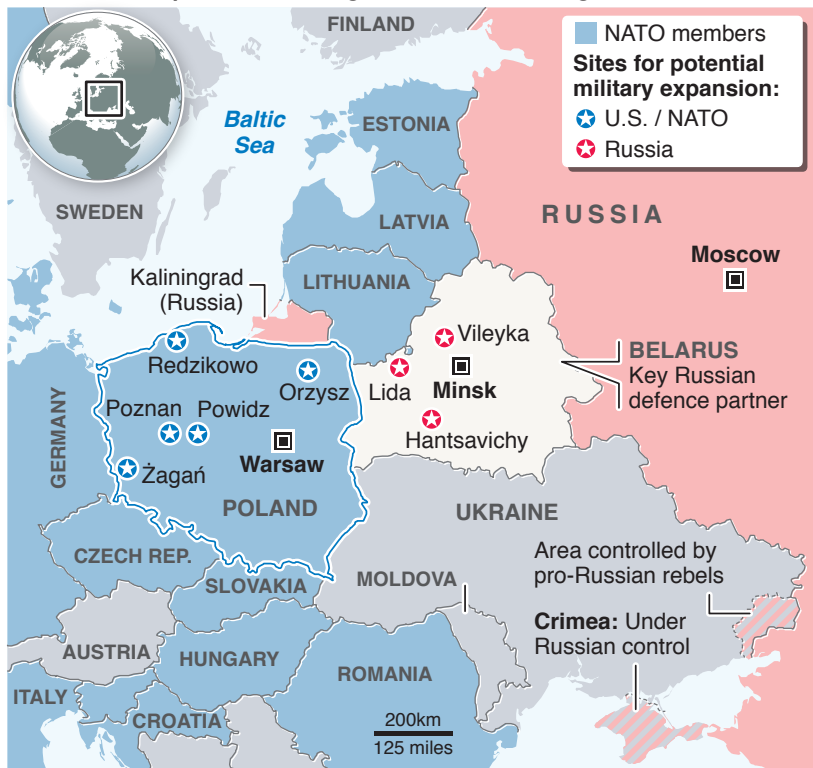 FINLAND
NATO members
Sites for potential
military expansion:
U.S. / NATO
Russia
Baltic
Sea
ESTONIA
SWEDEN
LATVIA
RUSSIA
Moscow
Kaliningrad
(Russia)
LITHUANIA
Vileyka
Redzikowo
Orzysz
Lida
Minsk
BELARUS
Key Russian
defence partner
Poznan
Powidz
Hantsavichy
GERMANY
Warsaw
Żagań
POLAND
UKRAINE
CZECH REP.
SLOVAKIA
MOLDOVA
Area controlled by
pro-Russian rebels
Crimea: Under
Russian control
AUSTRIA
HUNGARY
ROMANIA
ITALY
CROATIA
200km
125 miles